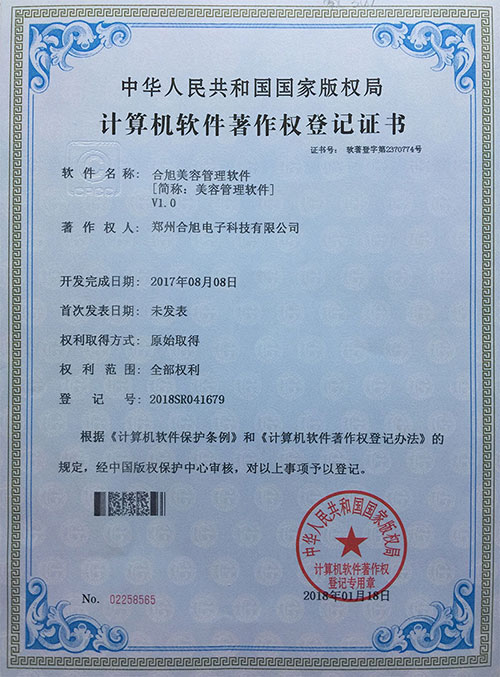 中华人民共和国国家版权局
计算机软件著作权登记证书
证书号： 软著登字第2370774号
软件名称： 合旭美容管理软件
[简称：美容管理软件]
V1.0
著作权人： 郑州合旭电子科技有限公司
开发完成日期： 2017年08月08日
首次发表日期： 未发表
权利取得方式： 原始取得
权利范围： 全部权利
登记号： 2018SR041679
根据《计算机软件保护条例》和《计算机软件著作权登记办法》的
规定，经中国版权保护中心审核，对以上事项予以登记。
中华人民共和国国家版权局
计算机软件著作权
登记专用章
2018年01月18日
No. 02258565